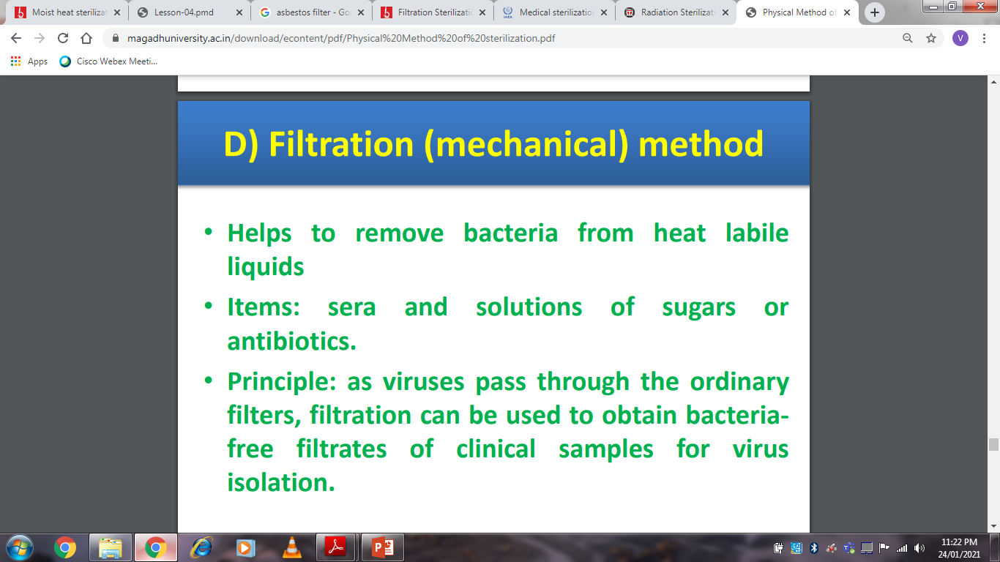 Moist heat sterilizat
Lesson-04.pmd
asbestos filter - Go
Filtration Sterilizatio
Medical sterilizatio
Radiation Sterilizati
Physical Method of
magadhuniversity.ac.in/download/econtent/pdf/Physical%20Method%20of%20sterilization.pdf
V
Apps
Cisco Webex Meeti...
D) Filtration (mechanical) method
• Helps to remove bacteria from heat labile
liquids
• Items: sera and solutions of sugars or
antibiotics.
• Principle: as viruses pass through the ordinary
filters, filtration can be used to obtain bacteria-
free filtrates of clinical samples for virus
isolation.
11:22 PM
24/01/2021